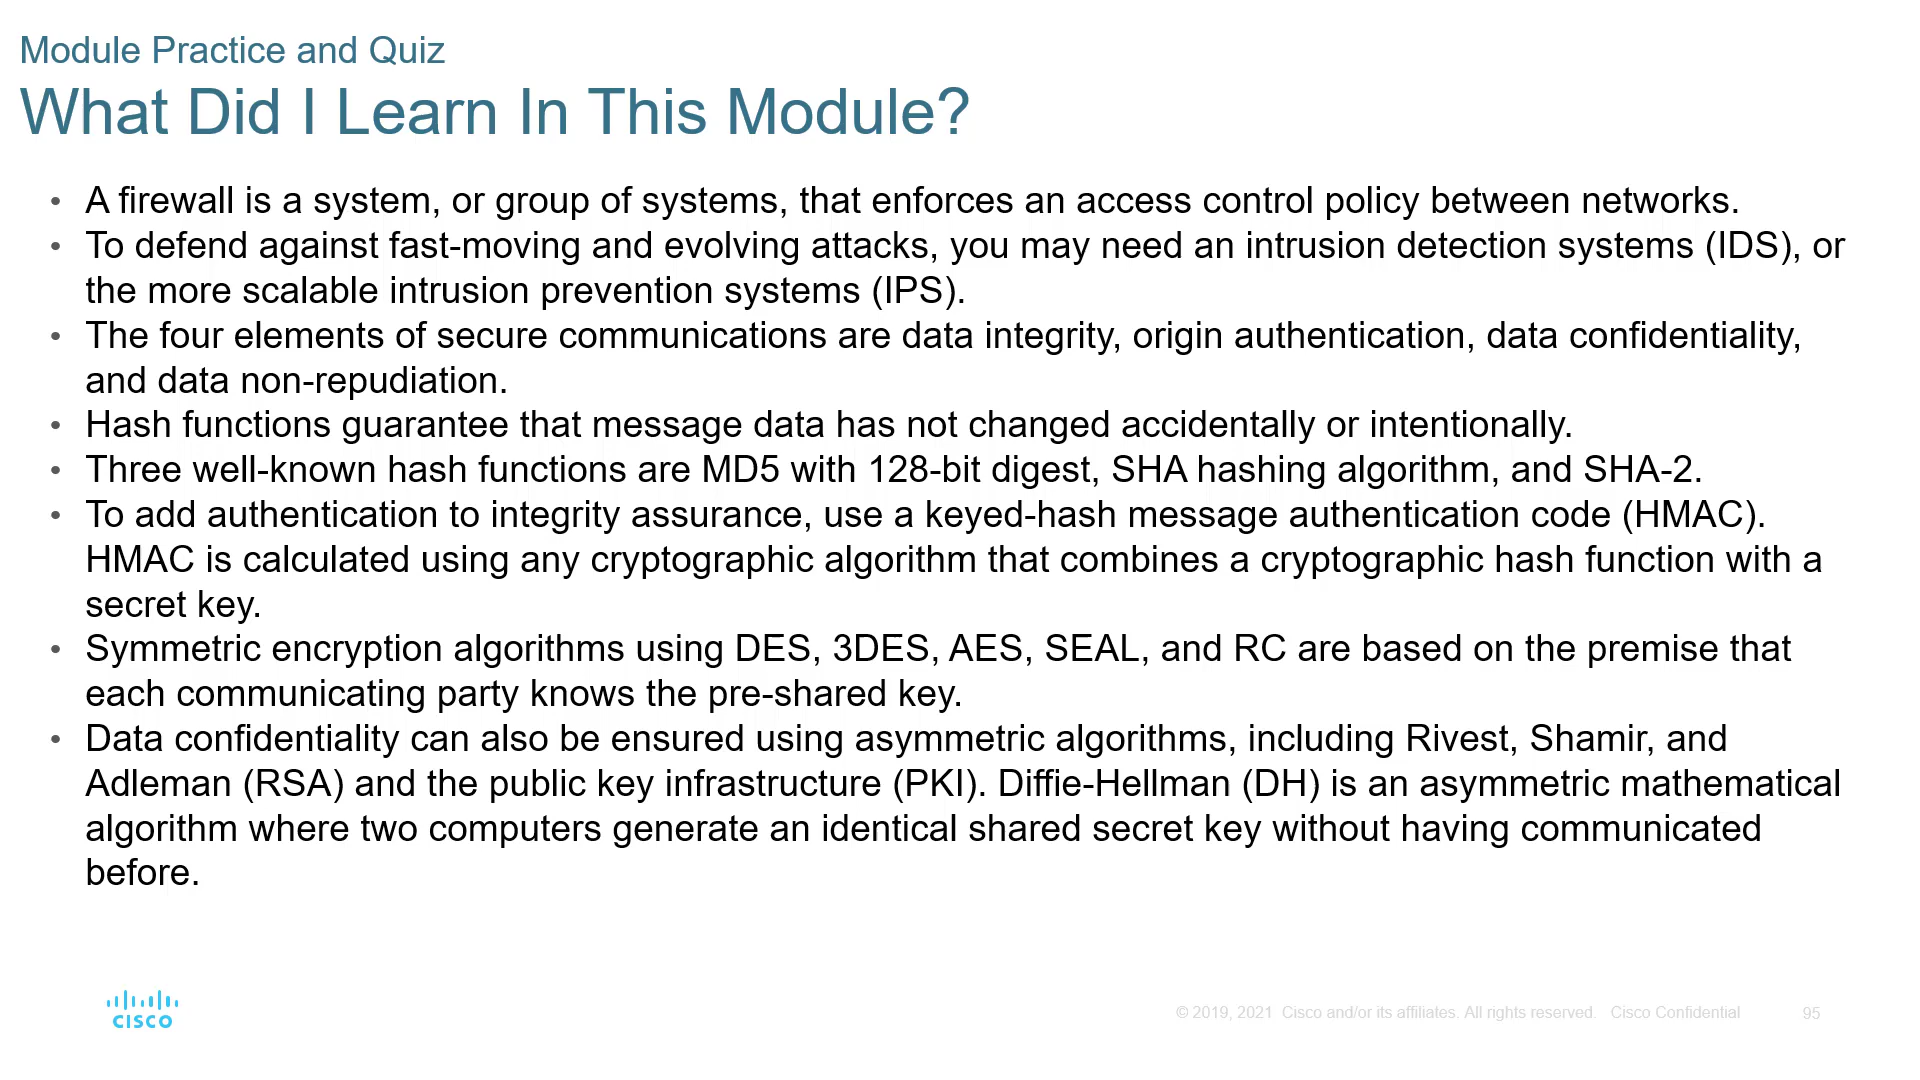 Module Practice and Quiz
What Did I Learn In This Module?
• A firewall is a system, or group of systems, that enforces an access control policy between networks.
• To defend against fast-moving and evolving attacks, you may need an intrusion detection systems (IDS), or
the more scalable intrusion prevention systems (IPS).
• The four elements of secure communications are data integrity, origin authentication, data confidentiality,
and data non-repudiation.
• Hash functions guarantee that message data has not changed accidentally or intentionally.
• Three well-known hash functions are MD5 with 128-bit digest, SHA hashing algorithm, and SHA-2.
• To add authentication to integrity assurance, use a keyed-hash message authentication code (HMAC).
HMAC is calculated using any cryptographic algorithm that combines a cryptographic hash function with a
secret key.
• Symmetric encryption algorithms using DES, 3DES, AES, SEAL, and RC are based on the premise that
each communicating party knows the pre-shared key.
• Data confidentiality can also be ensured using asymmetric algorithms, including Rivest, Shamir, and
Adleman (RSA) and the public key infrastructure (PKI). Diffie-Hellman (DH) is an asymmetric mathematical
algorithm where two computers generate an identical shared secret key without having communicated
before.
CISCO
© 2019, 2021 Cisco and/or its affiliates. All rights reserved. Cisco Confidential 95